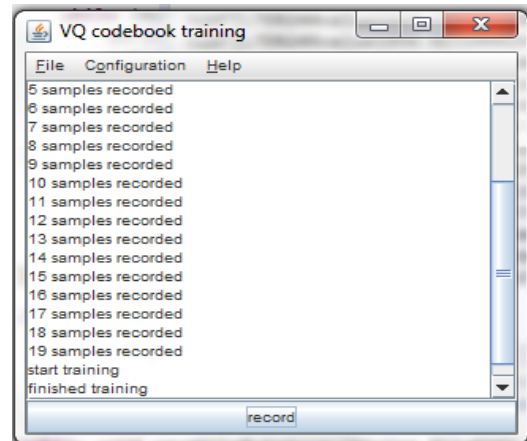 VQ codebook training
File Configuration Help
5 samples recorded
6 samples recorded
7 samples recorded
8 samples recorded
9 samples recorded
10 samples recorded
11 samples recorded
12 samples recorded
13 samples recorded
14 samples recorded
15 samples recorded
16 samples recorded
17 samples recorded
18 samples recorded
19 samples recorded
start training
finished training
record